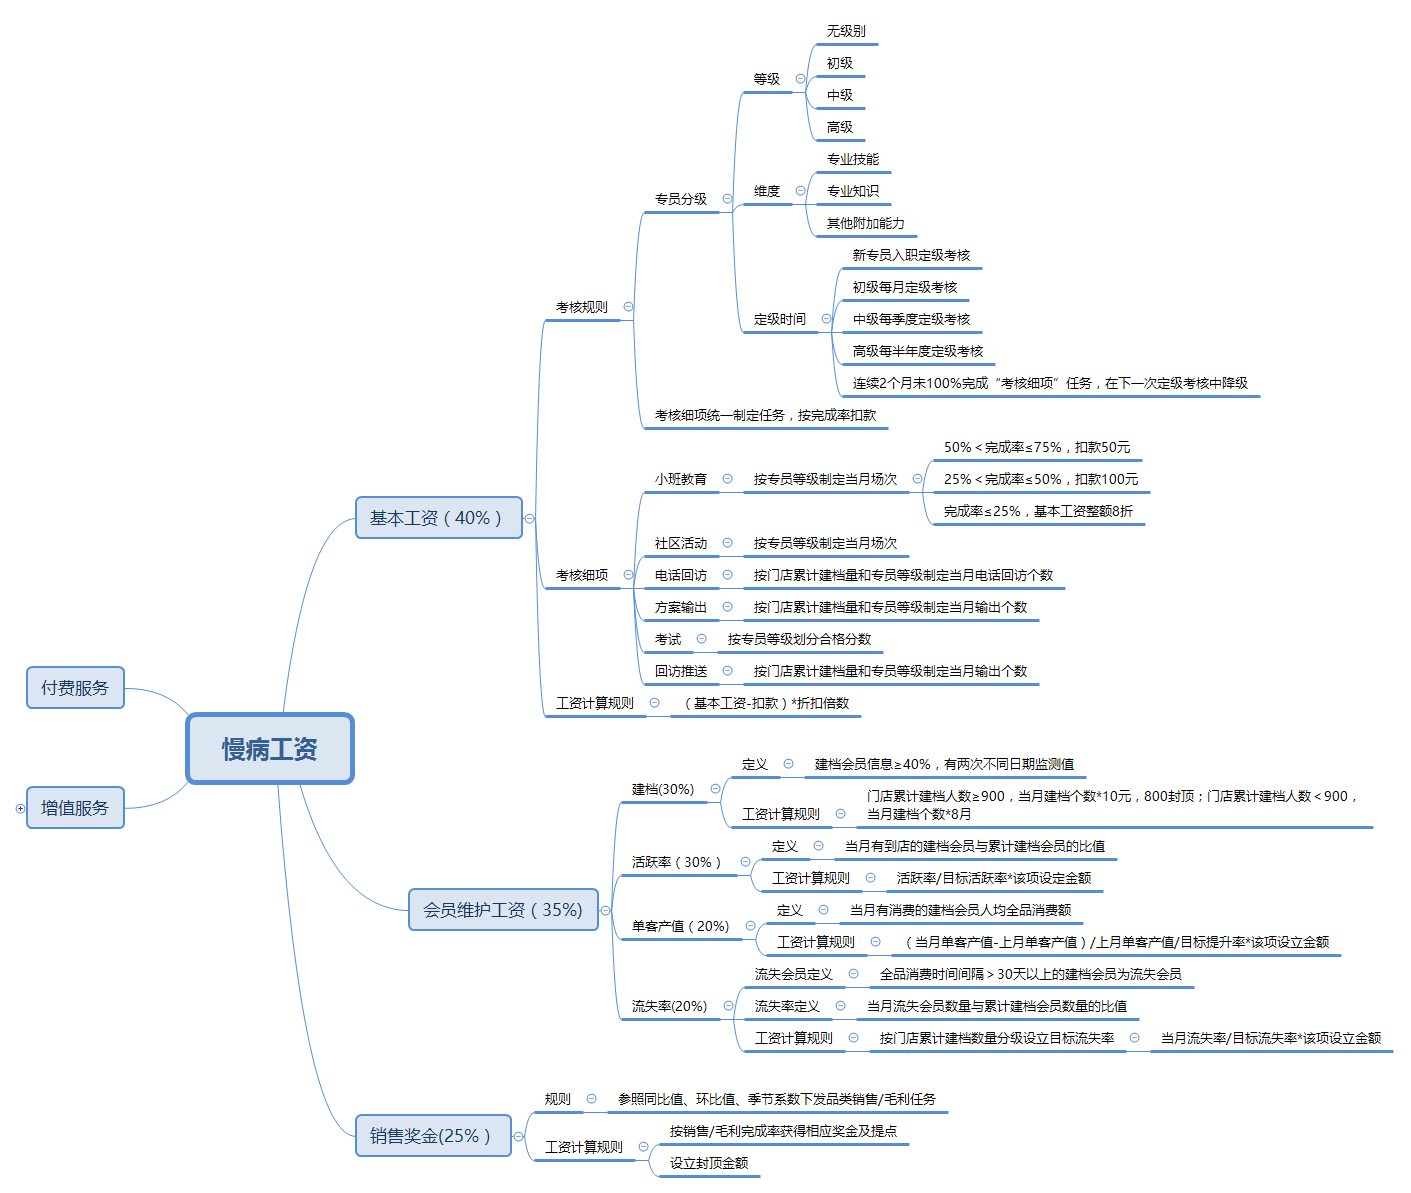 慢病工资
付费服务
增值服务
基本工资（40%）
考核规则
专员分级
等级
无级别
初级
中级
高级
维度
专业技能
专业知识
其他附加能力
定级时间
新专员入职定级考核
初级每月定级考核
中级每季度定级考核
高级每半年度定级考核
连续2个月未100%完成“考核细项”任务，在下一次定级考核中降级
考核细项统一制定任务，按完成率扣款
考核细项
小班教育
按专员等级制定当月场次
50%＜完成率≤75%，扣款50元
25%＜完成率≤50%，扣款100元
完成率≤25%，基本工资整额8折
社区活动
按专员等级制定当月场次
电话回访
按门店累计建档量和专员等级制定当月电话回访个数
方案输出
按门店累计建档量和专员等级制定当月输出个数
考试
按专员等级划分合格分数
回访推送
按门店累计建档量和专员等级制定当月输出个数
工资计算规则
（基本工资-扣款）*折扣倍数
会员维护工资（35%)
建档(30%)
定义
建档会员信息≥40%，有两次不同日期监测值
工资计算规则
门店累计建档人数≥900，当月建档个数*10元，800封顶；门店累计建档人数＜900，
当月建档个数*8月
活跃率（30%）
定义
当月有到店的建档会员与累计建档会员的比值
工资计算规则
活跃率/目标活跃率*该项设定金额
单客产值（20%)
定义
当月有消费的建档会员人均全品消费额
工资计算规则
（当月单客产值-上月单客产值）/上月单客产值/目标提升率*该项设立金额
流失率(20%)
流失会员定义
全品消费时间间隔＞30天以上的建档会员为流失会员
流失率定义
当月流失会员数量与累计建档会员数量的比值
工资计算规则
按门店累计建档数量分级设立目标流失率
当月流失率/目标流失率*该项设立金额
销售奖金(25%）
规则
参照同比值、环比值、季节系数下发品类销售/毛利任务
工资计算规则
按销售/毛利完成率获得相应奖金及提点
设立封顶金额